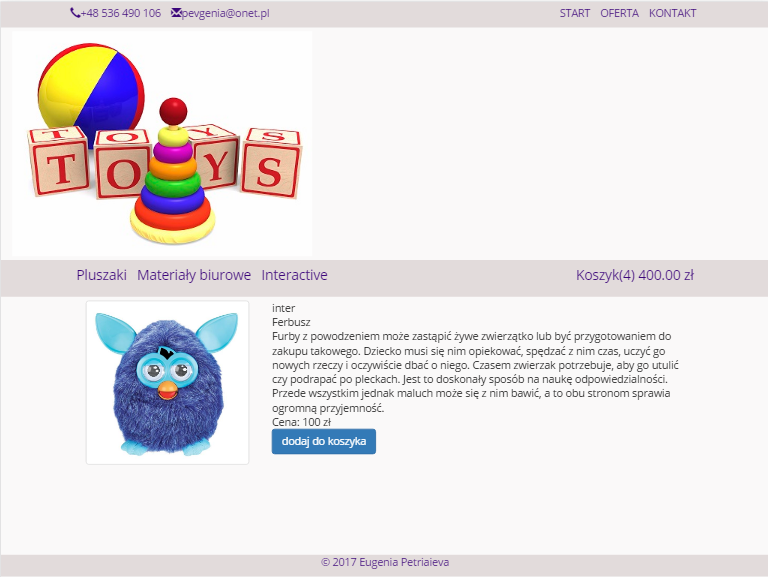 +48 536 490 106 pevgenia@onet.pl START OFERTA KONTAKT
T O Y S
T O Y S
Pluszaki Materiały biurowe Interactive Koszyk(4) 400.00 zł
inter
Ferbusz
Furby z powodzeniem może zastąpić żywe zwierzątko lub być przygotowaniem do
zakupu takowego. Dziecko musi się nim opiekować, spędzać z nim czas, uczyć go
nowych rzeczy i oczywiście dbać o niego. Czasem zwierzak potrzebuje, aby go utulić
czy podrapać po pleckach. Jest to doskonały sposób na naukę odpowiedzialności.
Przede wszystkim jednak maluch może się z nim bawić, a to obu stronom sprawia
ogromną przyjemność.
Cena: 100 zł
dodaj do koszyka
© 2017 Eugenia Petriaieva